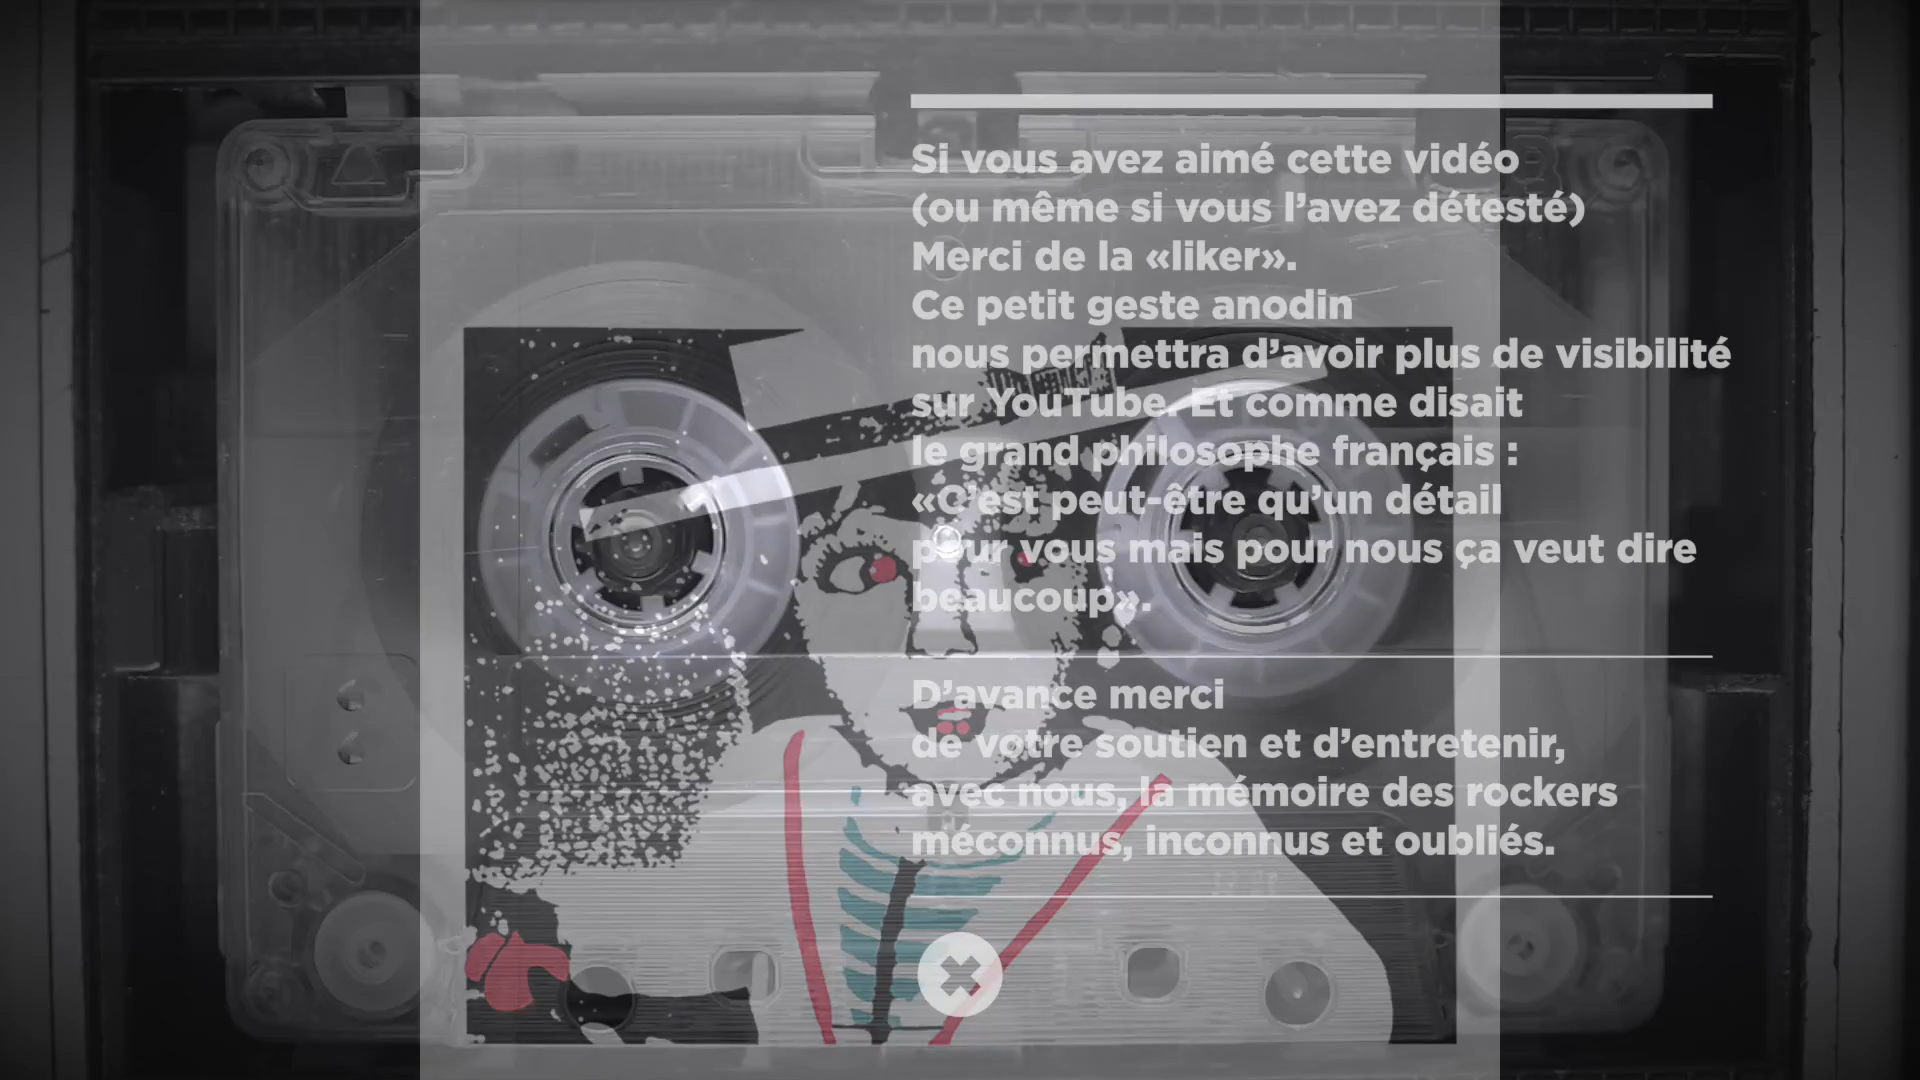 Si vous avez aimé cette vidéo
(ou même si vous l’avez détesté)
Merci de la «liker».
Ce petit geste anodin
nous permettra d’avoir plus de visibilité
sur YouTube. Et comme disait
le grand philosophe français :
«C’est peut-être qu’un détail
pour vous mais pour nous ça veut dire
beaucoup».
D’avance merci
de votre soutien et d’entretenir,
avec nous, la mémoire des rockers
méconnus, inconnus et oubliés.